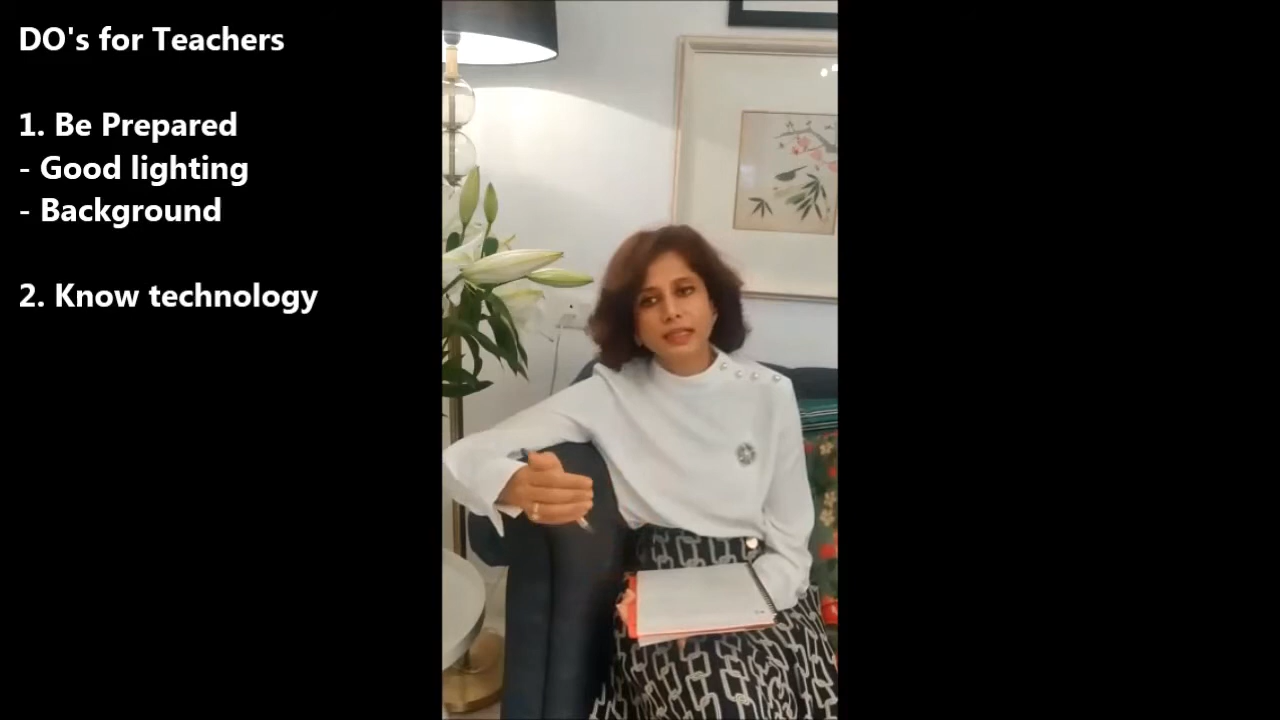 DO's for Teachers
1. Be Prepared
- Good lighting
- Background
2. Know technology